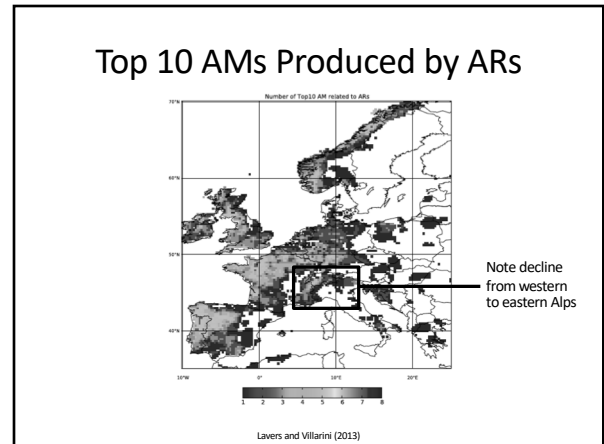 Top 10 AMs Produced by ARs
Number of Top10 AM related to ARs
70°N
60°N
50°N
40°N
10°W
0°
10°E
20°E
Note decline
from western
to eastern Alps
1 2 3 4 5 6 7 8
Lavers and Villarini (2013)